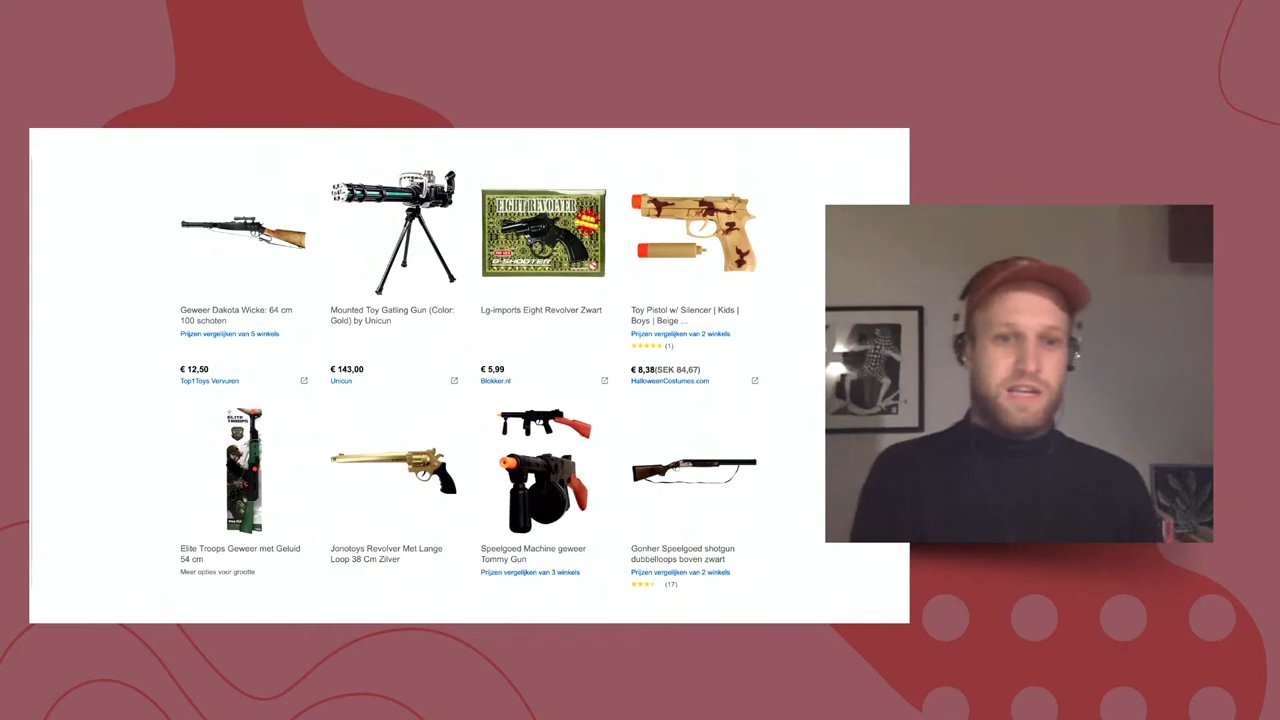 EIGHT REVOLVER
TOY GUN
8-SHOOTER
Geweer Dakota Wicke: 64 cm
100 schoten
Prijzen vergelijken van 5 winkels
€ 12,50
Top1Toys Vervuren
Mounted Toy Gatling Gun (Color:
Gold) by Unicun
€ 143,00
Unicun
Lg-imports Eight Revolver Zwart
€ 5,99
Blokker.nl
Toy Pistol w/ Silencer | Kids |
Boys | Beige ...
Prijzen vergelijken van 2 winkels
(1)
€ 8,38(SEK 84,67)
HalloweenCostumes.com
ELITE
TROOPS
Elite Troops Geweer met Geluid
54 cm
Meer opties voor grootte
Jonotoys Revolver Met Lange
Loop 38 Cm Zilver
Speelgoed Machine geweer
Tommy Gun
Prijzen vergelijken van 3 winkels
Gonher Speelgoed shotgun
dubbelloops boven zwart
Prijzen vergelijken van 2 winkels
(17)